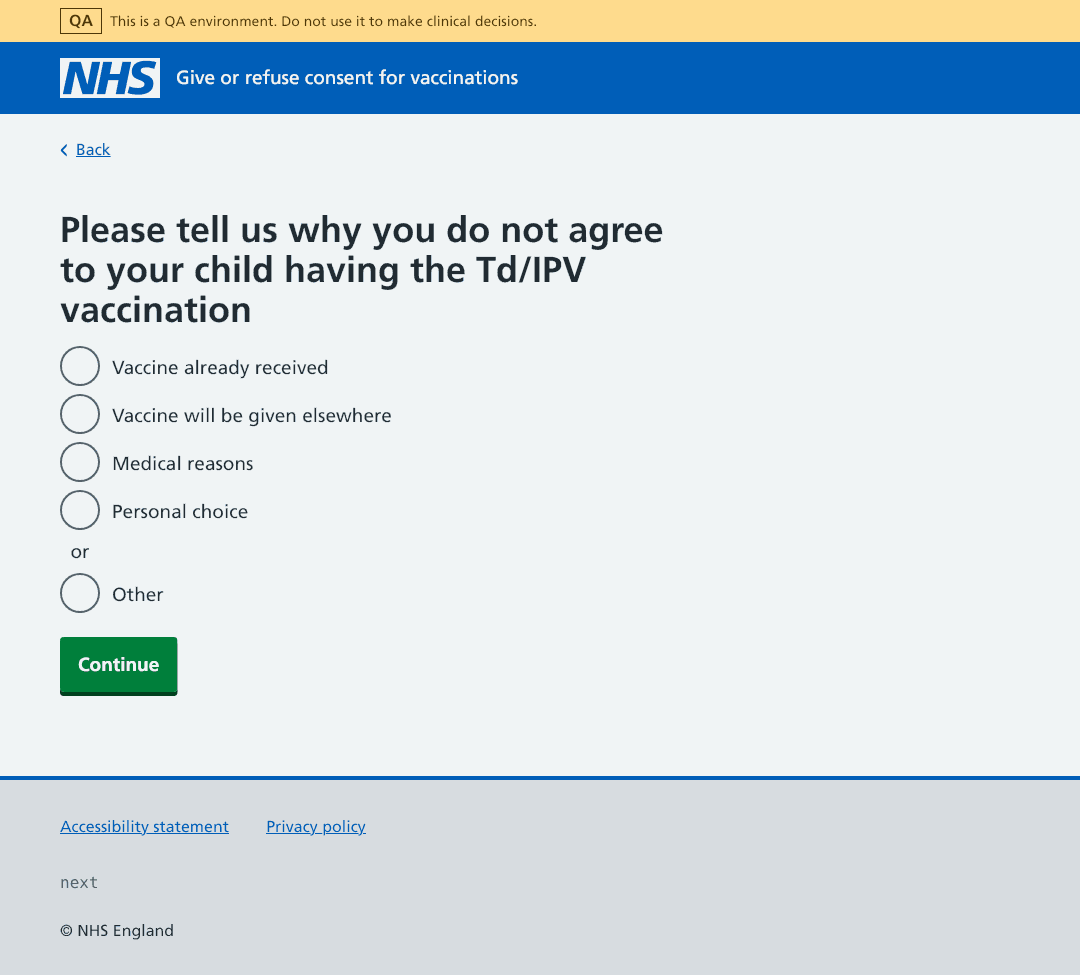 QA This is a QA environment. Do not use it to make clinical decisions.
NHS Give or refuse consent for vaccinations
Back
Please tell us why you do not agree
to your child having the Td/IPV
vaccination
Vaccine already received
Vaccine will be given elsewhere
Medical reasons
Personal choice
or
Other
Continue
Accessibility statement Privacy policy
next
© NHS England